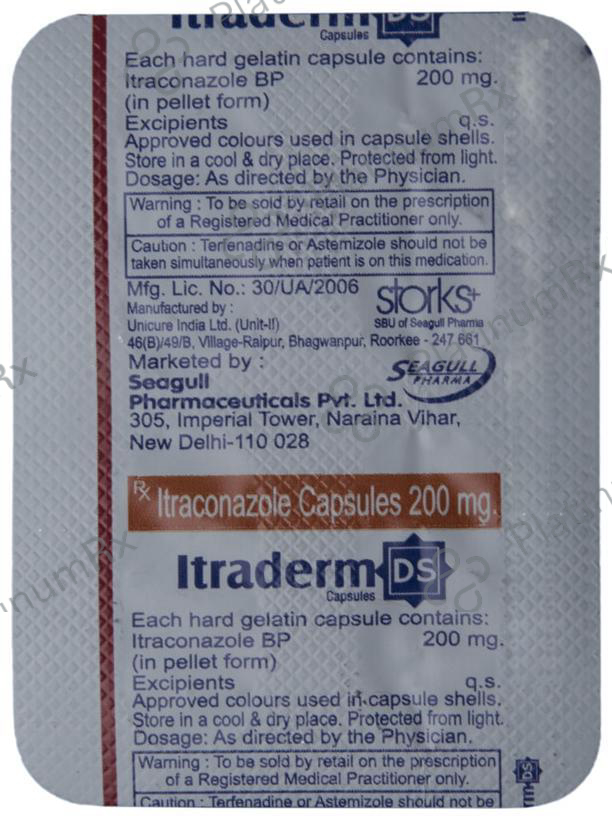 Itraderm DS
Capsules
Each hard gelatin capsule contains:
Itraconazole BP 200 mg.
(in pellet form)
Excipients q.s.
Approved colours used in capsule shells.
Store in a cool & dry place. Protected from light.
Dosage: As directed by the Physician.
Warning : To be sold by retail on the prescription
of a Registered Medical Practitioner only.
Caution : Terfenadine or Astemizole should not be
taken simultaneously when patient is on this medication.
Mfg. Lic. No.: 30/UA/2006
storks+
SBU of Seagull Pharma
Manufactured by :
Unicure India Ltd. (Unit-II)
46(B)/49/B, Village-Raipur, Bhagwanpur, Roorkee - 247 661
Marketed by :
SEAGULL
PHARMA
Seagull
Pharmaceuticals Pvt. Ltd.
305, Imperial Tower, Naraina Vihar,
New Delhi-110 028
Rx Itraconazole Capsules 200 mg.
Itraderm DS
Capsules
Each hard gelatin capsule contains:
Itraconazole BP 200 mg.
(in pellet form)
Excipients q.s.
Approved colours used in capsule shells.
Store in a cool & dry place. Protected from light.
Dosage: As directed by the Physician.
Warning : To be sold by retail on the prescription
of a Registered Medical Practitioner only.
Caution : Terfenadine or Astemizole should not be
DS
PlatinumRx